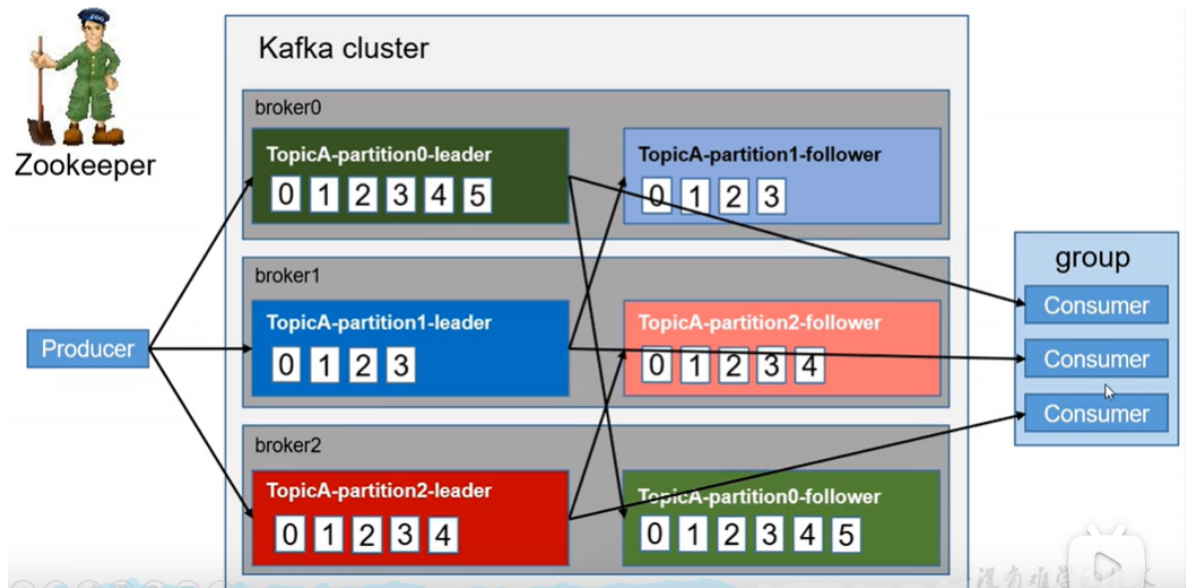 Zookeeper
Kafka cluster
broker0
TopicA-partition0-leader
0 1 2 3 4 5
TopicA-partition1-follower
0 1 2 3
broker1
TopicA-partition1-leader
0 1 2 3
TopicA-partition2-follower
0 1 2 3 4
broker2
TopicA-partition2-leader
0 1 2 3 4
TopicA-partition0-follower
0 1 2 3 4 5
Producer
group
Consumer
Consumer
Consumer